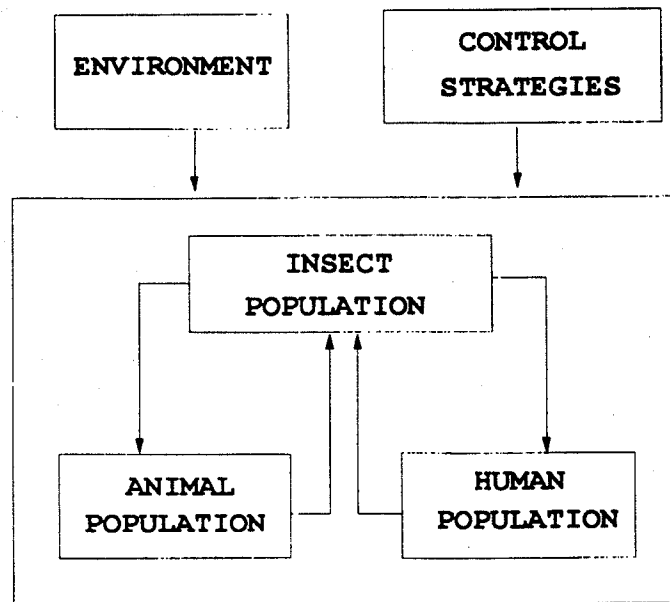 ENVIRONMENT
CONTROL
STRATEGIES
INSECT
POPULATION
ANIMAL
POPULATION
HUMAN
POPULATION